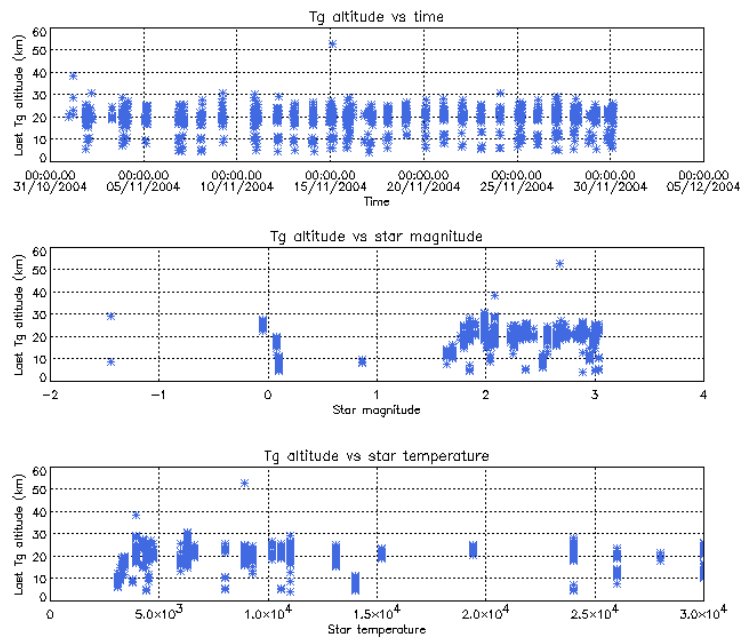 Tg altitude vs time
Last Tg altitude (km)
60
50
40
30
20
10
0
00:00.00 00:00.00 00:00.00 00:00.00 00:00.00 00:00.00 00:00.00 00:00.00
31/10/2004 05/11/2004 10/11/2004 15/11/2004 20/11/2004 25/11/2004 30/11/2004 05/12/2004
Time
Tg altitude vs star magnitude
Last Tg altitude (km)
60
50
40
30
20
10
0
-2 -1 0 1 2 3 4
Star magnitude
Tg altitude vs star temperature
Last Tg altitude (km)
60
50
40
30
20
10
0
0 5.0×10³ 1.0×10⁴ 1.5×10⁴ 2.0×10⁴ 2.5×10⁴ 3.0×10⁴
Star temperature